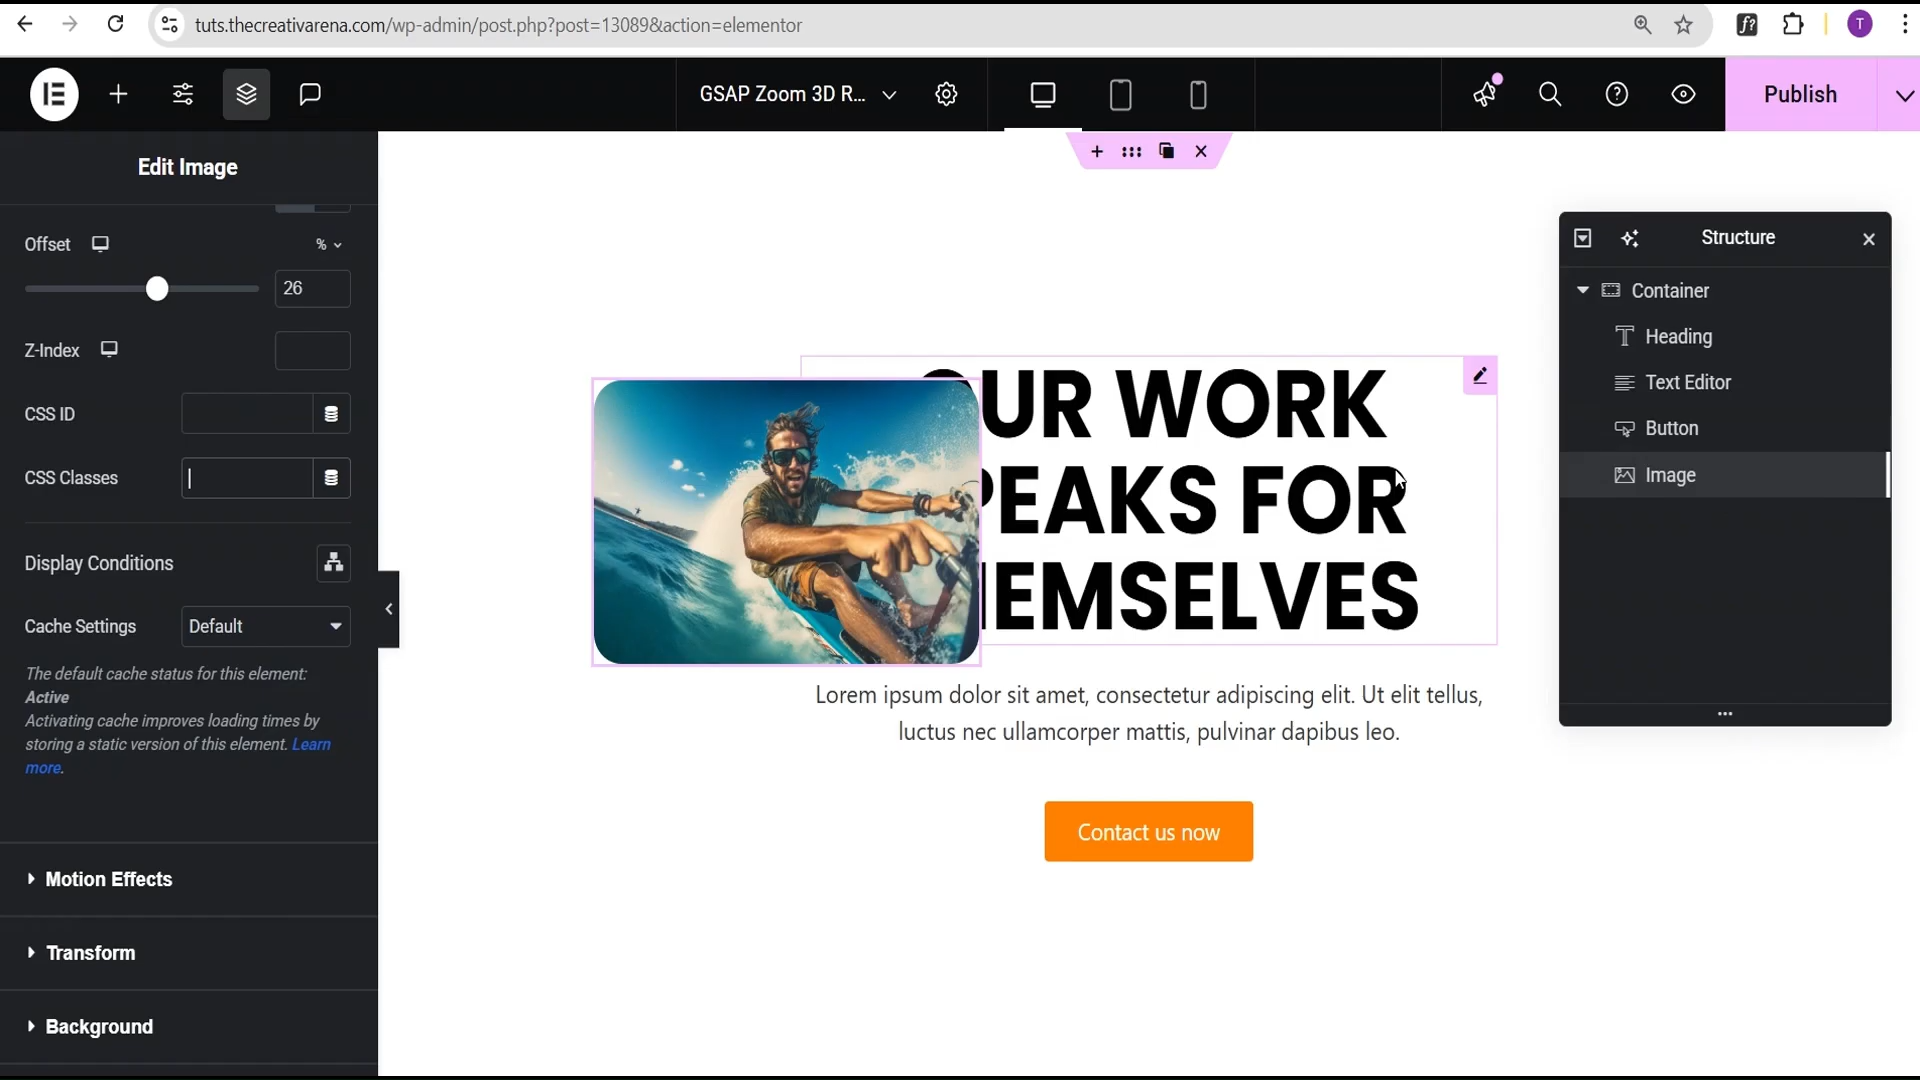 tuts.thecreativarena.com/wp-admin/post.php?post=13089&action=elementor
T
GSAP Zoom 3D R...
Publish
Edit Image
Offset
%
26
Z-Index
CSS ID
CSS Classes
Display Conditions
Cache Settings
Default
The default cache status for this element:
Active
Activating cache improves loading times by
storing a static version of this element. Learn
more.
Motion Effects
Transform
Background
OUR WORK
PEAKS FOR
HEMSELVES
Lorem ipsum dolor sit amet, consectetur adipiscing elit. Ut elit tellus,
luctus nec ullamcorper mattis, pulvinar dapibus leo.
Contact us now
Structure
Container
Heading
Text Editor
Button
Image